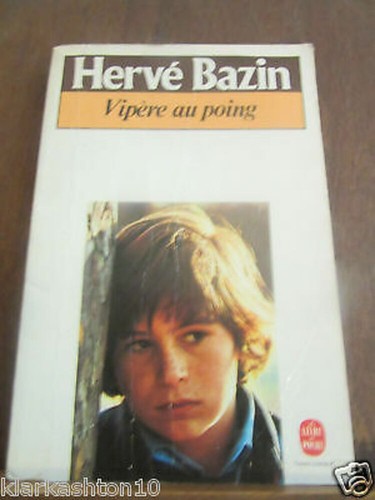 Hervé Bazin
Vipère au poing
LE LIVRE
DE POCHE
klarkashton10